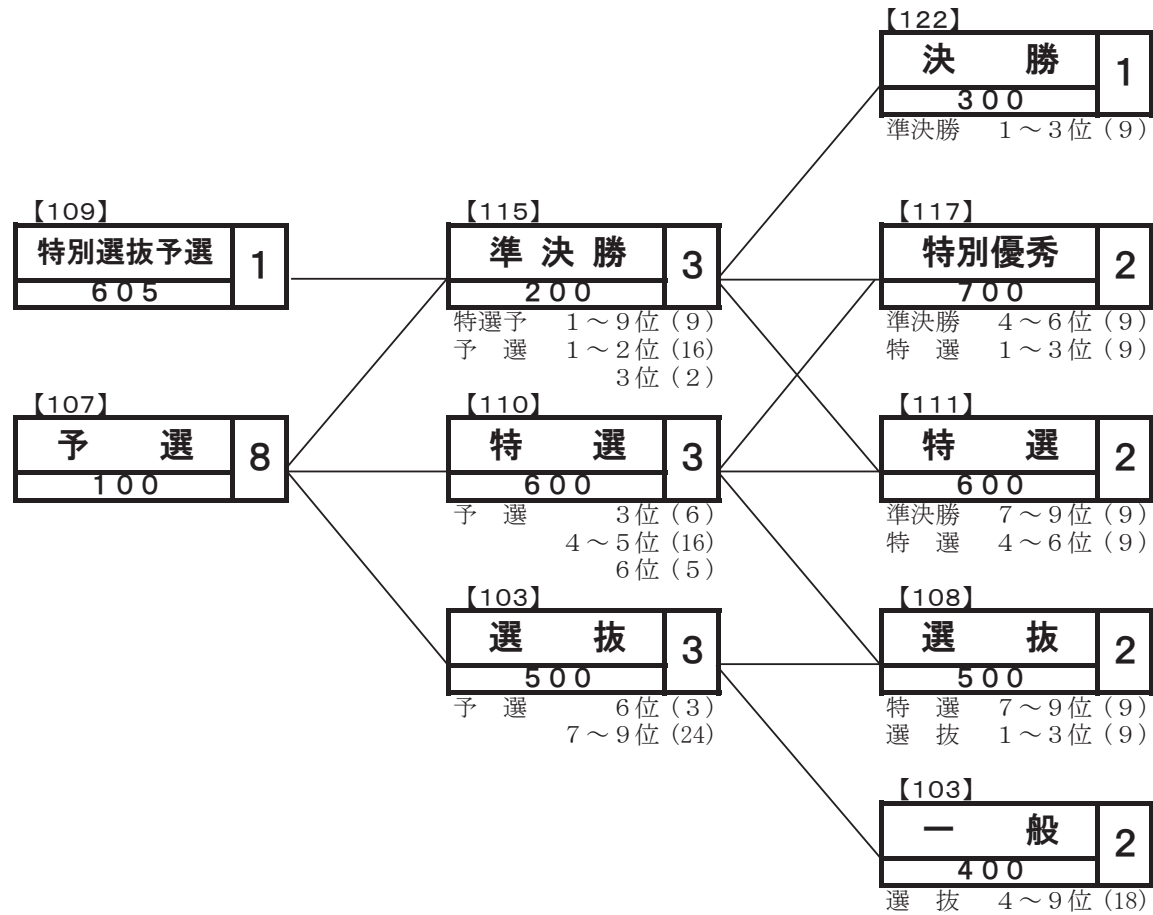 【109】
特別選抜予選 1
605
【107】
予　選 8
100
【115】
準決勝 3
200
特選予　1～9位（9）
予　選　1～2位（16）
3位（2）
【110】
特　選 3
600
予　選　3位（6）
4～5位（16）
6位（5）
【103】
選　抜 3
500
予　選　6位（3）
7～9位（24）
【122】
決　勝 1
300
準決勝　1～3位（9）
【117】
特別優秀 2
700
準決勝　4～6位（9）
特　選　1～3位（9）
【111】
特　選 2
600
準決勝　7～9位（9）
特　選　4～6位（9）
【108】
選　抜 2
500
特　選　7～9位（9）
選　抜　1～3位（9）
【103】
一　般 2
400
選　抜　4～9位（18）